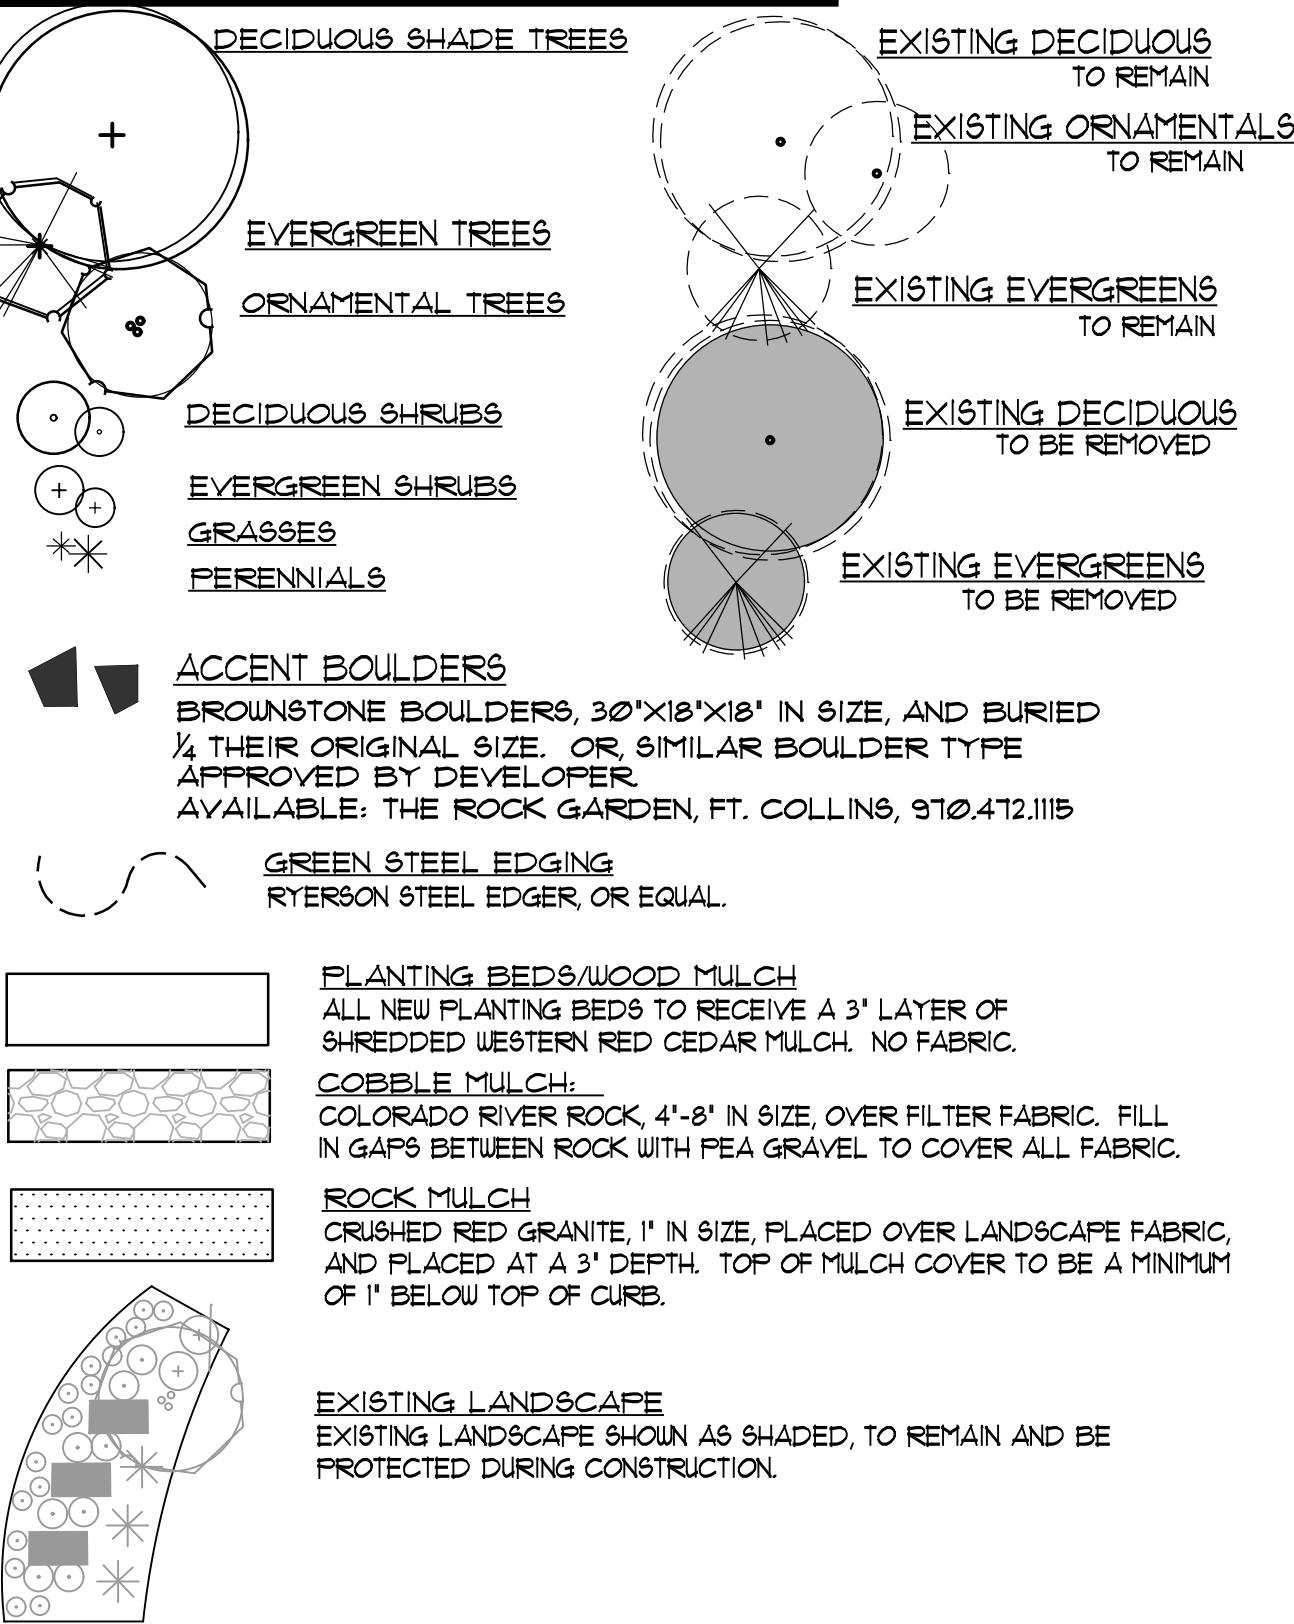 DECIDUOUS SHADE TREES
EVERGREEN TREES
ORNAMENTAL TREES
DECIDUOUS SHRUBS
EVERGREEN SHRUBS
GRASSES
PERENNIALS
EXISTING DECIDUOUS
TO REMAIN
EXISTING ORNAMENTALS
TO REMAIN
EXISTING EVERGREENS
TO REMAIN
EXISTING DECIDUOUS
TO BE REMOVED
EXISTING EVERGREENS
TO BE REMOVED
ACCENT BOULDERS
BROWNSTONE BOULDERS, 30"X18"X18" IN SIZE, AND BURIED
1/4 THEIR ORIGINAL SIZE. OR, SIMILAR BOULDER TYPE
APPROVED BY DEVELOPER.
AVAILABLE: THE ROCK GARDEN, FT. COLLINS, 970.472.1115
GREEN STEEL EDGING
RYERSON STEEL EDGER, OR EQUAL.
PLANTING BEDS/WOOD MULCH
ALL NEW PLANTING BEDS TO RECEIVE A 3" LAYER OF
SHREDDED WESTERN RED CEDAR MULCH. NO FABRIC.
COBBLE MULCH:
COLORADO RIVER ROCK, 4"-8" IN SIZE, OVER FILTER FABRIC. FILL
IN GAPS BETWEEN ROCK WITH PEA GRAVEL TO COVER ALL FABRIC.
ROCK MULCH
CRUSHED RED GRANITE, 1" IN SIZE, PLACED OVER LANDSCAPE FABRIC,
AND PLACED AT A 3" DEPTH. TOP OF MULCH COVER TO BE A MINIMUM
OF 1" BELOW TOP OF CURB.
EXISTING LANDSCAPE
EXISTING LANDSCAPE SHOWN AS SHADED, TO REMAIN AND BE
PROTECTED DURING CONSTRUCTION.